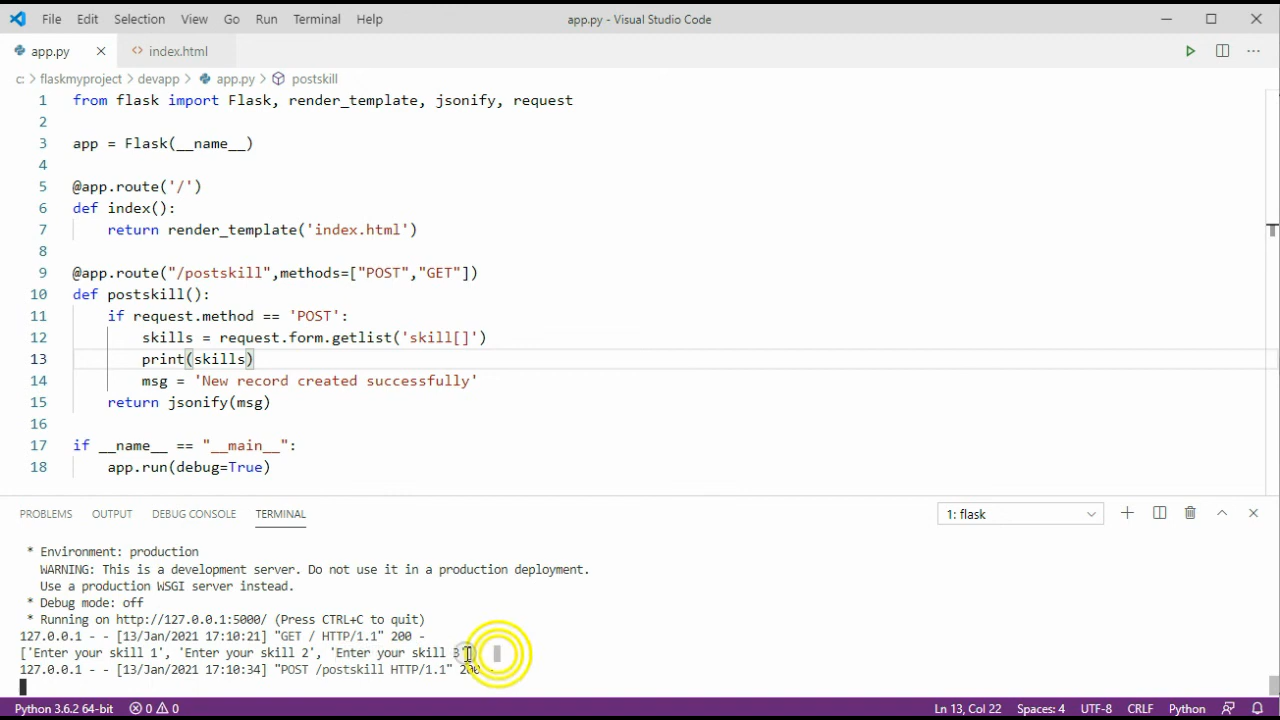 File Edit Selection View Go Run Terminal Help app.py - Visual Studio Code
app.py index.html
c: > flaskmyproject > devapp > app.py > postskill
1 from flask import Flask, render_template, jsonify, request
2
3 app = Flask(__name__)
4
5 @app.route('/')
6 def index():
7 return render_template('index.html')
8
9 @app.route("/postskill",methods=["POST","GET"])
10 def postskill():
11 if request.method == 'POST':
12 skills = request.form.getlist('skill[]')
13 print(skills)
14 msg = 'New record created successfully'
15 return jsonify(msg)
16
17 if __name__ == "__main__":
18 app.run(debug=True)
PROBLEMS OUTPUT DEBUG CONSOLE TERMINAL 1: flask
* Environment: production
WARNING: This is a development server. Do not use it in a production deployment.
Use a production WSGI server instead.
* Debug mode: off
* Running on http://127.0.0.1:5000/ (Press CTRL+C to quit)
127.0.0.1 - - [13/Jan/2021 17:10:21] "GET / HTTP/1.1" 200 -
['Enter your skill 1', 'Enter your skill 2', 'Enter your skill 3']
127.0.0.1 - - [13/Jan/2021 17:10:34] "POST /postskill HTTP/1.1" 200 -
Python 3.6.2 64-bit 0 0 Ln 13, Col 22 Spaces: 4 UTF-8 CRLF Python